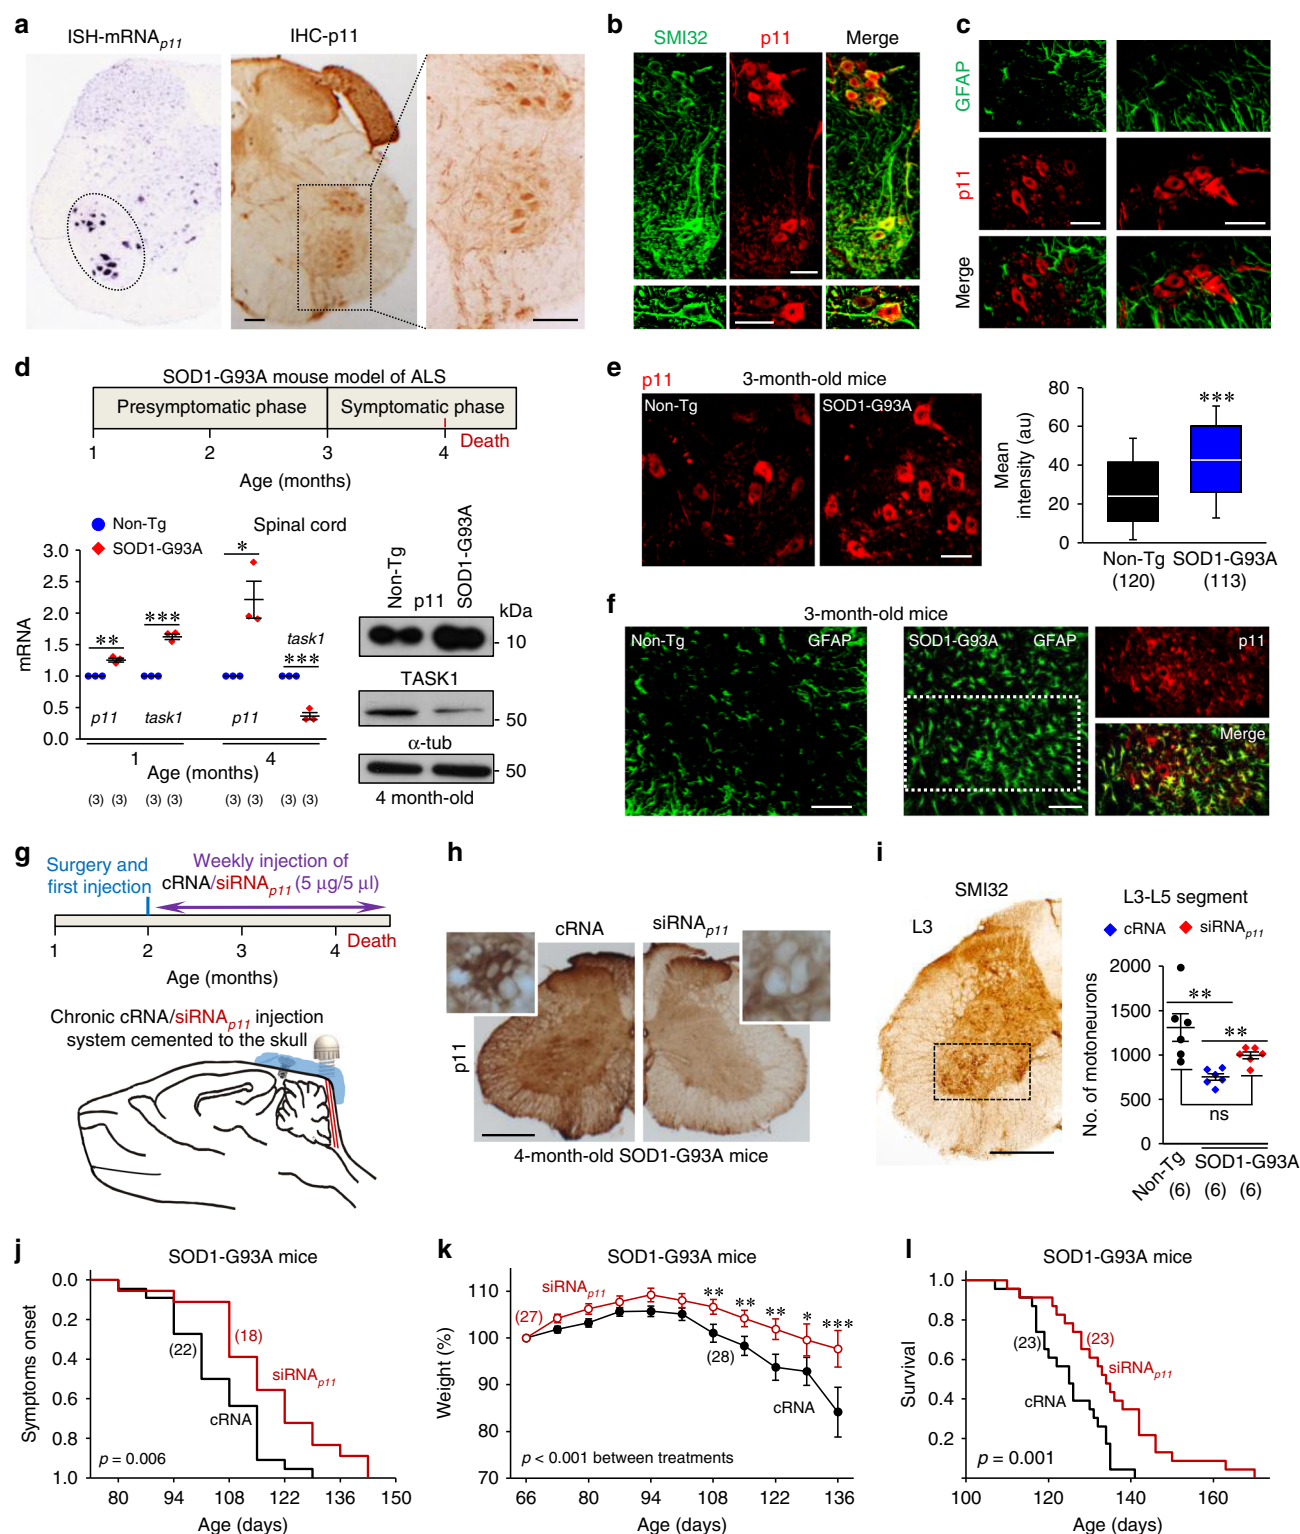 a
ISH-mRNAp11
IHC-p11
b
SMI32
p11
Merge
c
GFAP
p11
Merge
d
SOD1-G93A mouse model of ALS
Presymptomatic phase
Symptomatic phase
Death
1
2
3
4
Age (months)
Non-Tg
SOD1-G93A
Spinal cord
mRNA
3.0
2.5
2.0
1.5
1.0
0.5
0.0
**
***
*
***
p11
task1
p11
task1
1
4
Age (months)
(3) (3) (3) (3) (3) (3) (3) (3)
Non-Tg
p11
SOD1-G93A
kDa
10
TASK1
50
α-tub
50
4 month-old
e
p11
3-month-old mice
Non-Tg
SOD1-G93A
Mean intensity (au)
80
60
40
20
0
***
Non-Tg
(120)
SOD1-G93A
(113)
f
3-month-old mice
Non-Tg
GFAP
SOD1-G93A
GFAP
p11
Merge
g
Surgery and
first injection
Weekly injection of
cRNA/siRNAp11 (5 μg/5 μl)
1
2
3
4
Death
Age (months)
Chronic cRNA/siRNAp11 injection
system cemented to the skull
h
cRNA
siRNAp11
p11
4-month-old SOD1-G93A mice
i
SMI32
L3
L3-L5 segment
cRNA
siRNAp11
No. of motoneurons
2000
1500
1000
500
0
**
**
ns
Non-Tg
SOD1-G93A
(6) (6) (6)
j
SOD1-G93A mice
Symptoms onset
0.0
0.2
0.4
0.6
0.8
1.0
(22)
(18)
siRNAp11
cRNA
p = 0.006
80 94 108 122 136 150
Age (days)
k
SOD1-G93A mice
Weight (%)
110
100
90
80
70
siRNAp11
(27)
(28)
** ** ** * ***
cRNA
p < 0.001 between treatments
66 80 94 108 122 136
Age (days)
l
SOD1-G93A mice
Survival
1.0
0.8
0.6
0.4
0.2
(23)
(23)
siRNAp11
cRNA
p = 0.001
100 120 140 160
Age (days)